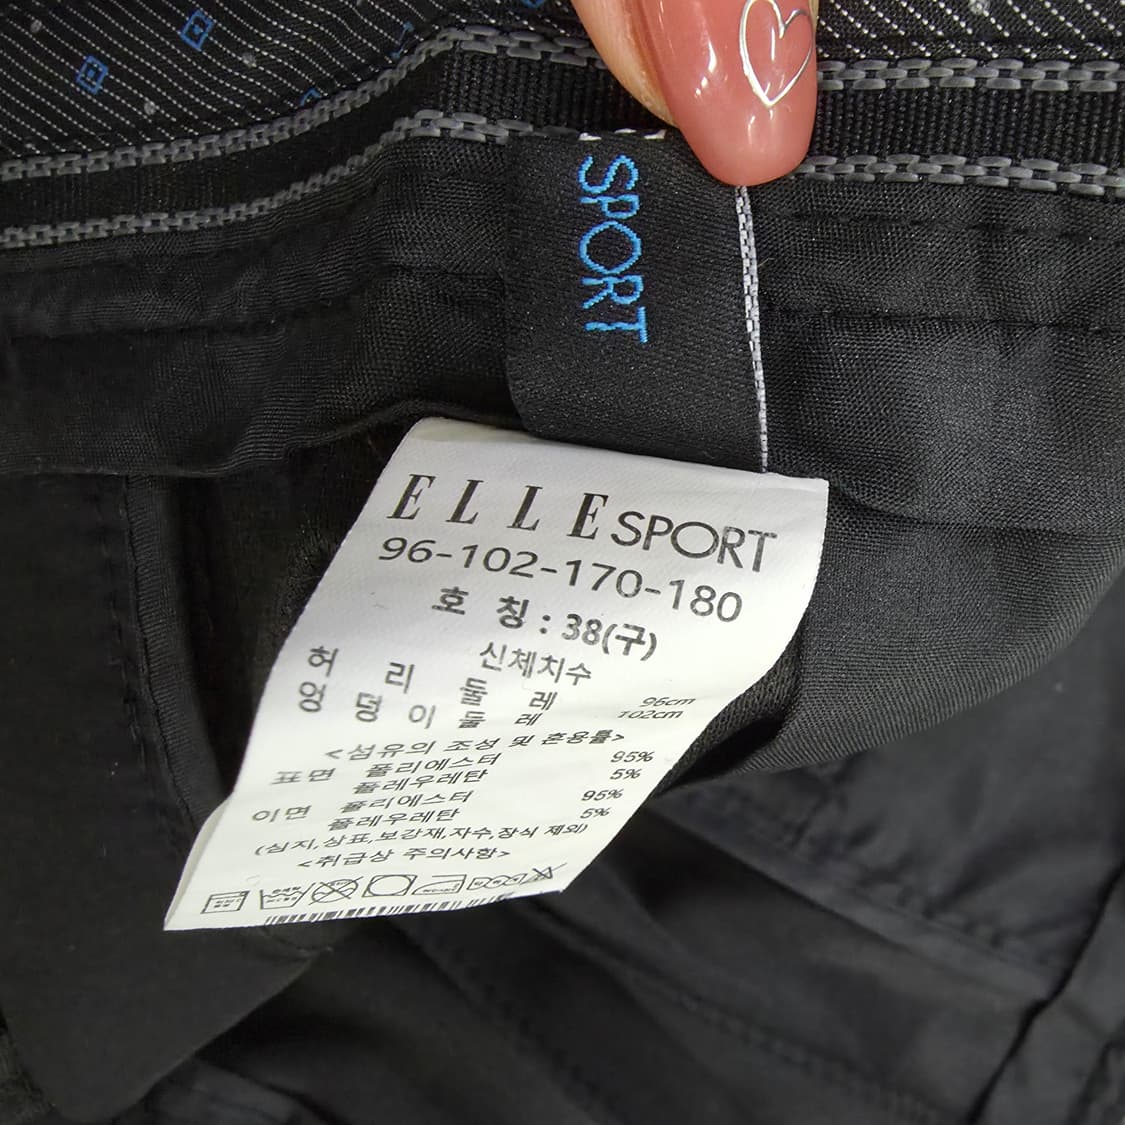 SPORT
ELLE SPORT
96-102-170-180
호 칭 : 38(구)
신체치수
허 리 둘 레 96cm
엉 덩 이 둘 레 102cm
<섬유의 조성 및 혼용률>
표면 폴리에스터 95%
폴레우레탄 5%
이면 폴리에스터 95%
폴레우레탄 5%
(심지,상표,보강재,자수,장식 제외)
<취급상 주의사항>